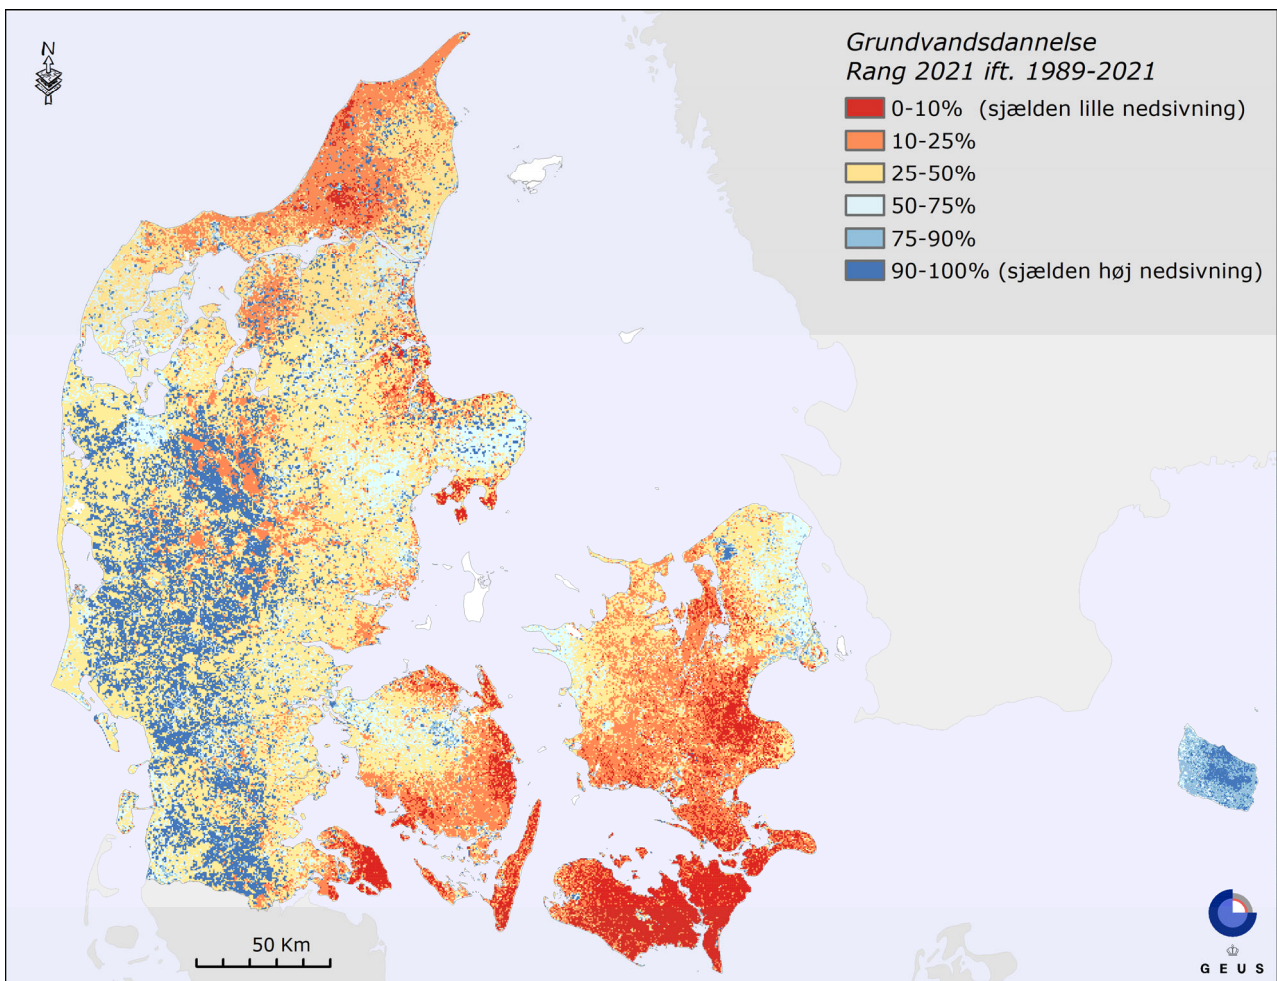 N
Grundvandsdannelse
Rang 2021 ift. 1989-2021
0-10% (sjælden lille nedsivning)
10-25%
25-50%
50-75%
75-90%
90-100% (sjælden høj nedsivning)
50 Km
G E U S